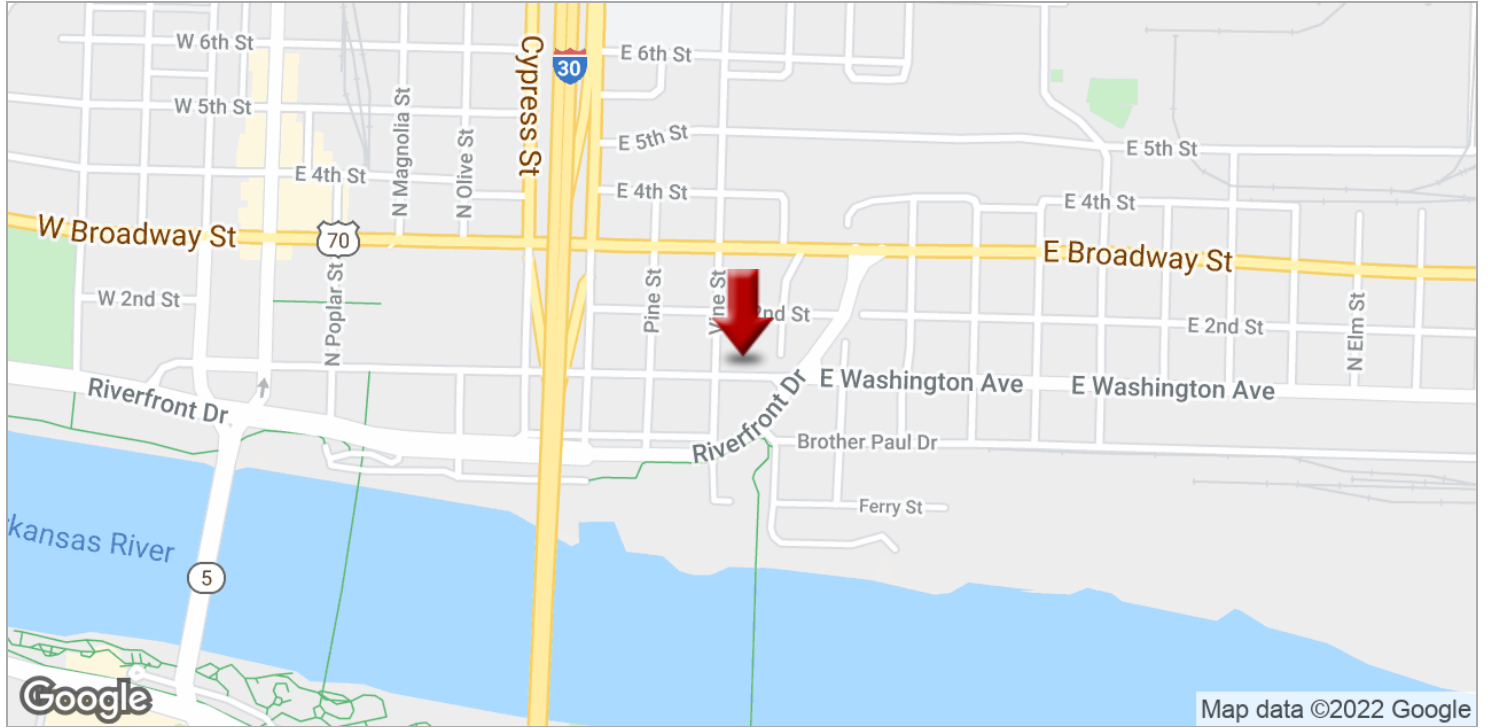 W 6th St
E 6th St
30
Cypress St
W 5th St
N Magnolia St
N Olive St
E 5th St
E 5th St
E 4th St
E 4th St
E 4th St
W Broadway St
70
E Broadway St
W 2nd St
N Poplar St
Pine St
Vine St
2nd St
E 2nd St
N Elm St
Riverfront Dr
Riverfront Dr
E Washington Ave
E Washington Ave
Brother Paul Dr
Ferry St
kansas River
5
Google
Map data ©2022 Google